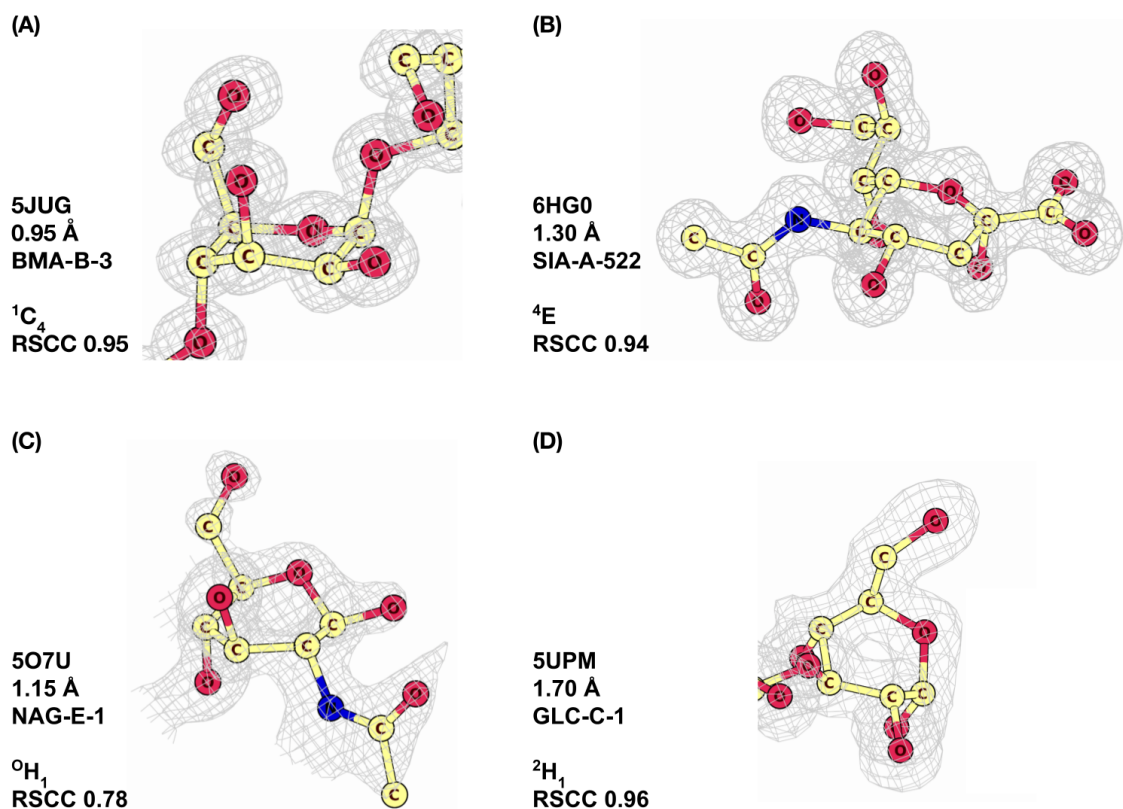 (A)
5JUG
0.95 Å
BMA-B-3
¹C₄
RSCC 0.95
C
C
O
O
O
C
O
C
C
O
C
C
C
C
O
O
(B)
6HG0
1.30 Å
SIA-A-522
⁴E
RSCC 0.94
O
O
C
C
C
C
O
O
C
C
O
C
C
C
C
C
O
O
O
O
(C)
5O7U
1.15 Å
NAG-E-1
ᴼH₁
RSCC 0.78
O
C
O
C
O
O
C
C
C
C
O
O
C
C
(D)
5UPM
1.70 Å
GLC-C-1
²H₁
RSCC 0.96
O
C
C
C
O
O
O
C
C
C
O
O